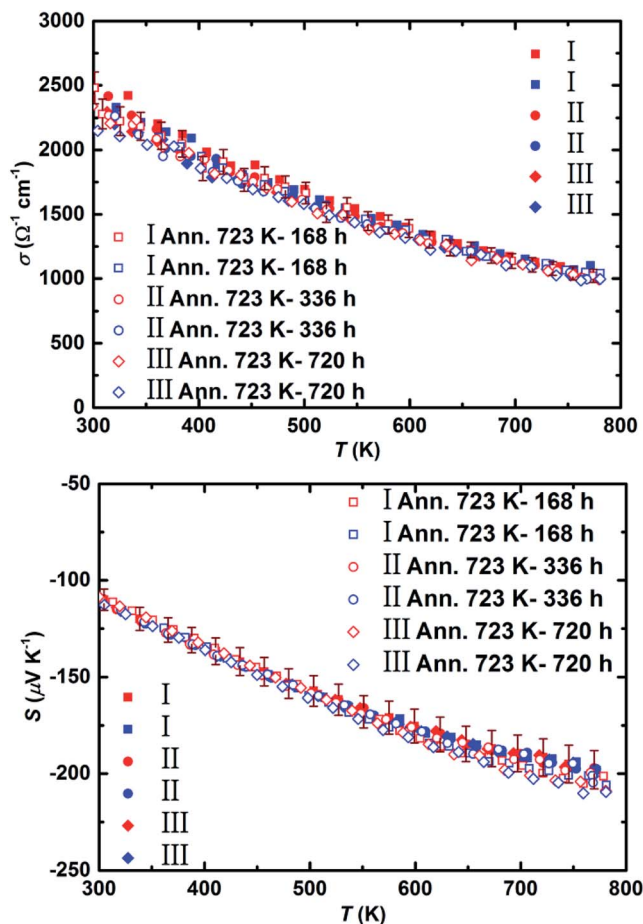 3000
2500
2000
1500
1000
500
250
0
σ (Ω⁻¹ cm⁻¹)
I
I
II
II
III
III
I Ann. 723 K- 168 h
I Ann. 723 K- 168 h
II Ann. 723 K- 336 h
II Ann. 723 K- 336 h
III Ann. 723 K- 720 h
III Ann. 723 K- 720 h
300 400 500 600 700 800
T (K)
-50
-100
-150
-200
-250
S (μV K⁻¹)
I Ann. 723 K- 168 h
I Ann. 723 K- 168 h
II Ann. 723 K- 336 h
II Ann. 723 K- 336 h
III Ann. 723 K- 720 h
III Ann. 723 K- 720 h
I
I
II
II
III
III
300 400 500 600 700 800
T (K)